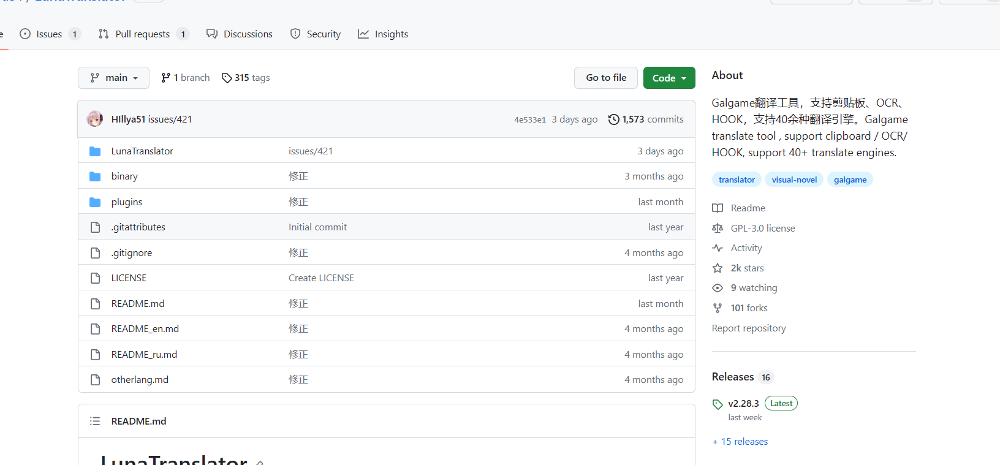 Issues 1 Pull requests 1 Discussions Security Insights
main 1 branch 315 tags Go to file Code
HIllya51 issues/421 4e533e1 3 days ago 1,573 commits
LunaTranslator issues/421 3 days ago
binary 修正 3 months ago
plugins 修正 last month
.gitattributes Initial commit last year
.gitignore 修正 4 months ago
LICENSE Create LICENSE last year
README.md 修正 last month
README_en.md 修正 4 months ago
README_ru.md 修正 4 months ago
otherlang.md 修正 4 months ago
README.md
LunaTranslator
About
Galgame翻译工具，支持剪贴板、OCR、
HOOK，支持40余种翻译引擎。Galgame
translate tool , support clipboard / OCR/
HOOK, support 40+ translate engines.
translator visual-novel galgame
Readme
GPL-3.0 license
Activity
2k stars
9 watching
101 forks
Report repository
Releases 16
v2.28.3 Latest
last week
+ 15 releases